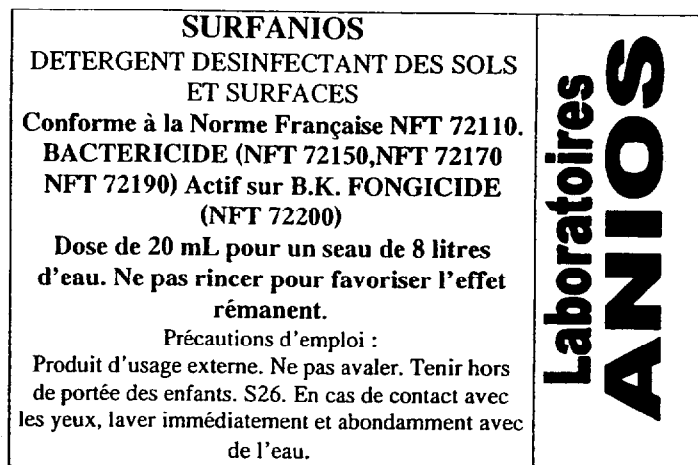 SURFANIOS
DETERGENT DESINFECTANT DES SOLS
ET SURFACES
Conforme à la Norme Française NFT 72110.
BACTERICIDE (NFT 72150,NFT 72170
NFT 72190) Actif sur B.K. FONGICIDE
(NFT 72200)
Dose de 20 mL pour un seau de 8 litres
d'eau. Ne pas rincer pour favoriser l'effet
rémanent.
Précautions d'emploi :
Produit d'usage externe. Ne pas avaler. Tenir hors
de portée des enfants. S26. En cas de contact avec
les yeux, laver immédiatement et abondamment avec
de l'eau.
Laboratoires
ANIOS